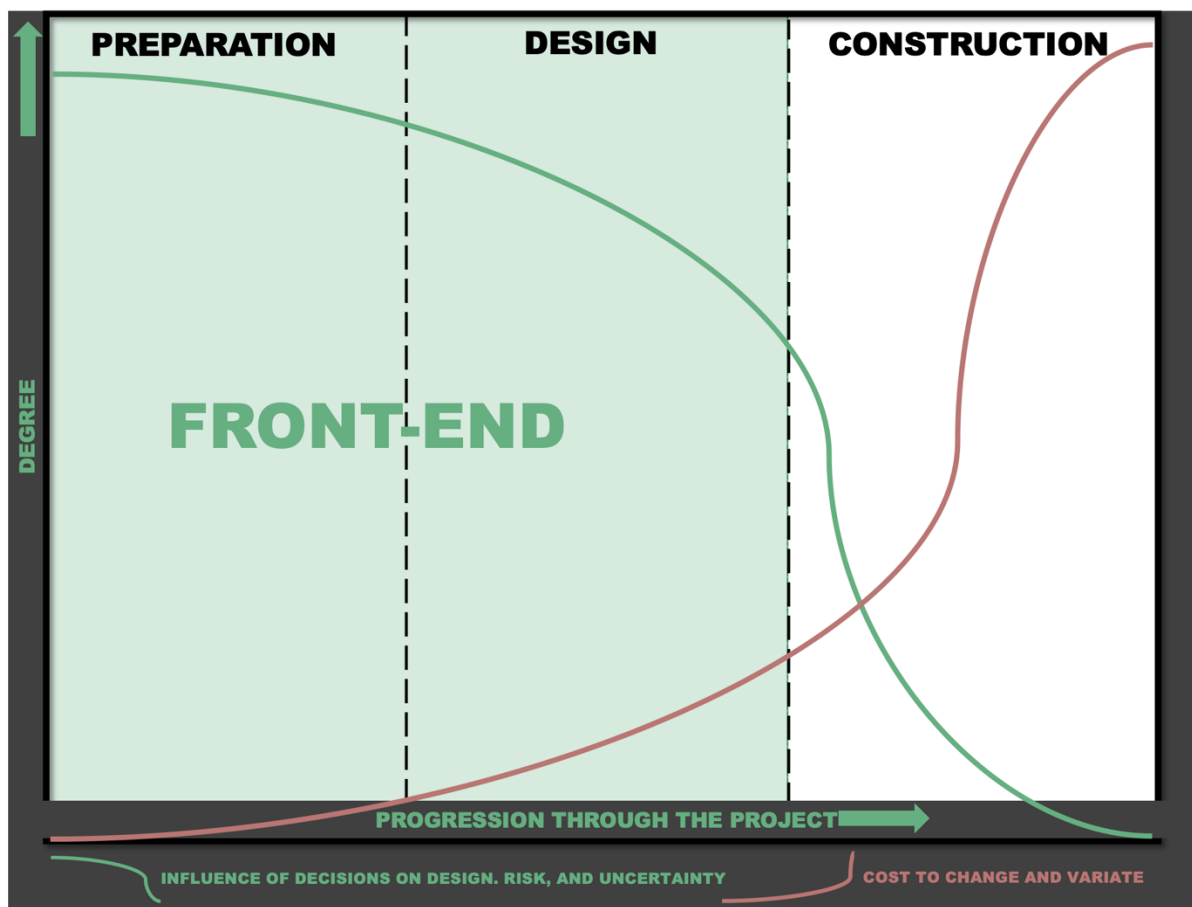 PREPARATION
DESIGN
CONSTRUCTION
DEGREE
FRONT-END
PROGRESSION THROUGH THE PROJECT
INFLUENCE OF DECISIONS ON DESIGN. RISK, AND UNCERTAINTY
COST TO CHANGE AND VARIATE